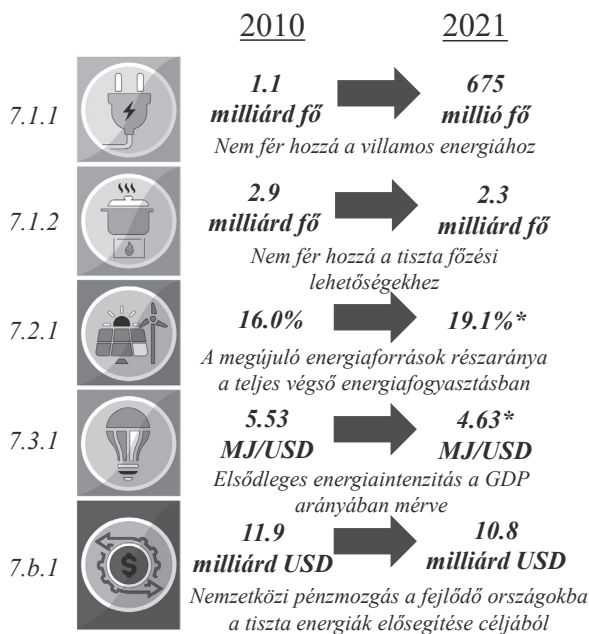 2010 2021
7.1.1
1.1 675
milliárd fő millió fő
Nem fér hozzá a villamos energiához
7.1.2
2.9 2.3
milliárd fő milliárd fő
Nem fér hozzá a tiszta főzési
lehetőségekhez
7.2.1
16.0% 19.1%*
A megújuló energiaforrások részaránya
a teljes végső energiafogyasztásban
7.3.1
5.53 4.63*
MJ/USD MJ/USD
Elsődleges energiaintenzitás a GDP
arányában mérve
7.b.1
$
11.9 10.8
milliárd USD milliárd USD
Nemzetközi pénzmozgás a fejlődő országokba
a tiszta energiák elősegítése céljából